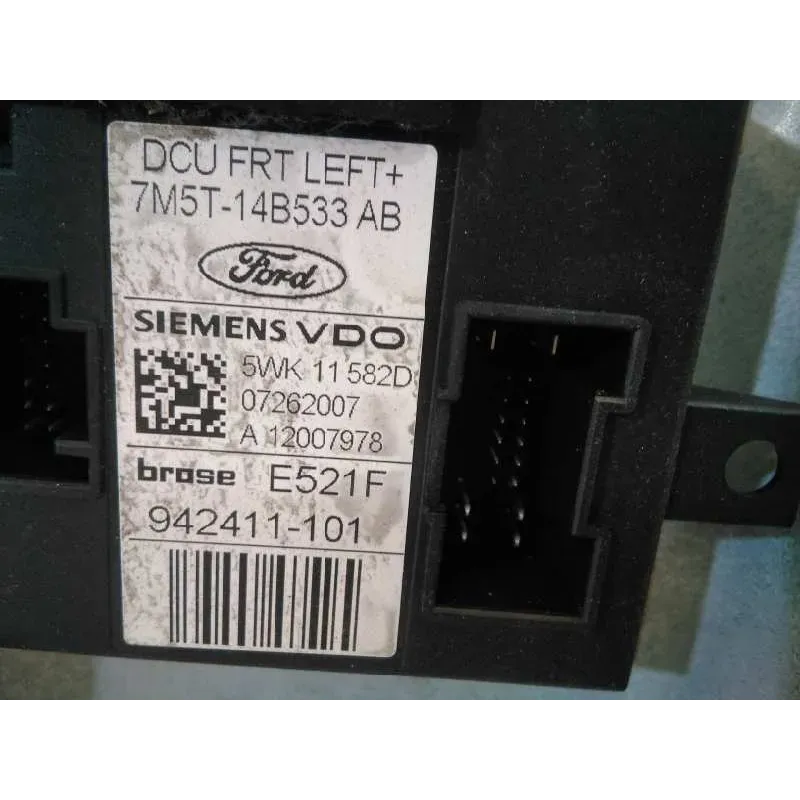 DCU FRT LEFT+
7M5T-14B533 AB
Ford
SIEMENS VDO
5WK 11 582D
07262007
A 12007978
brose E521F
942411-101